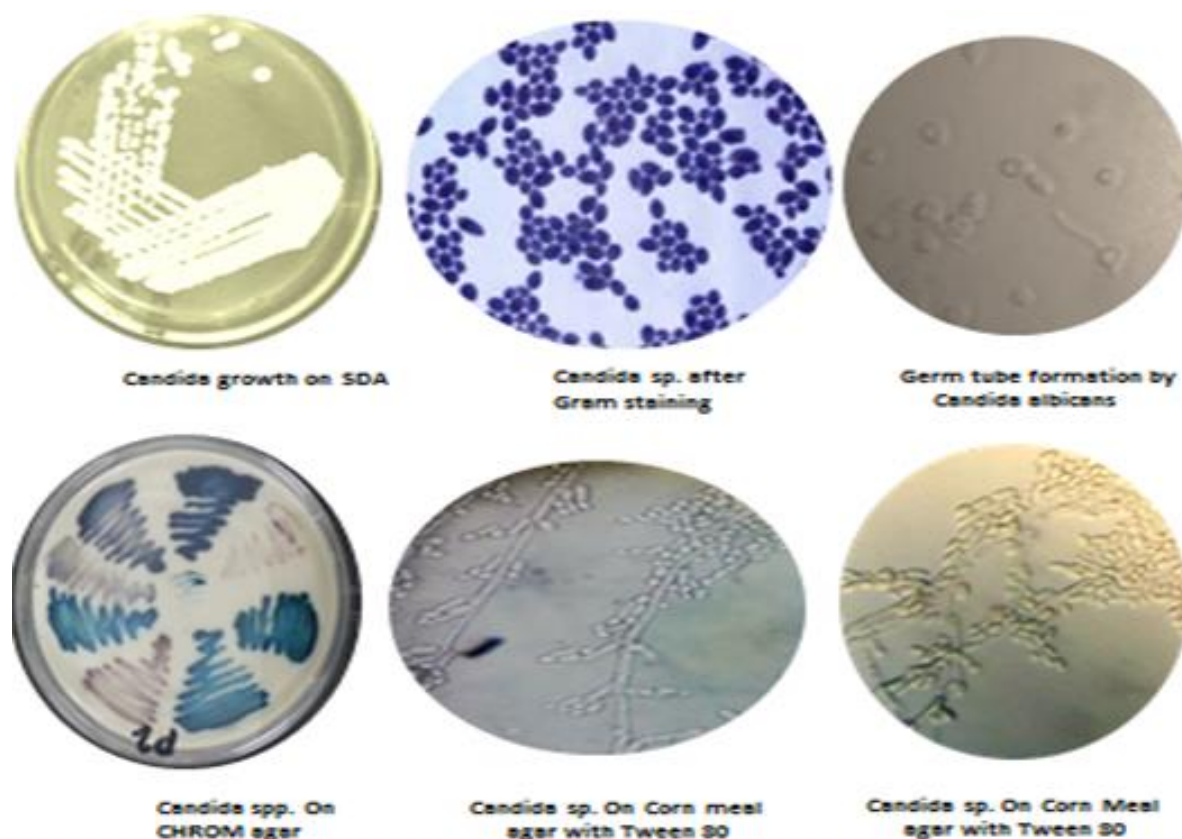 Candida growth on SDA
Candida sp. after
Gram staining
Germ tube formation by
Candida albicans
P2
Candida spp. On
CHROM agar
Candida sp. On Corn meal
agar with Tween 80
Candida sp. On Corn Meal
agar with Tween 80